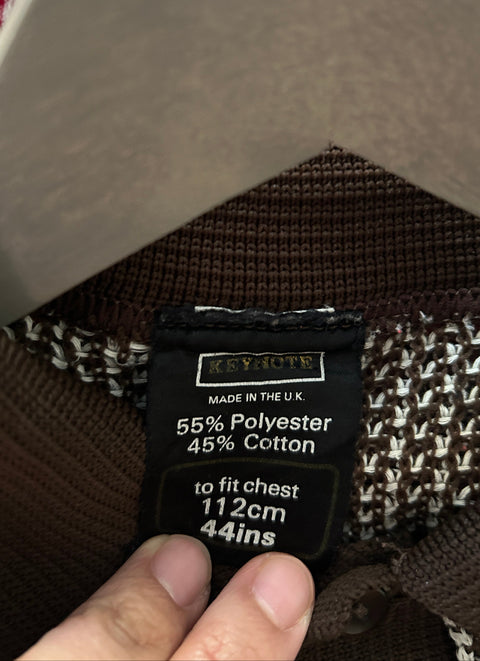 KEYNOTE
MADE IN THE U.K.
55% Polyester
45% Cotton
to fit chest
112cm
44ins